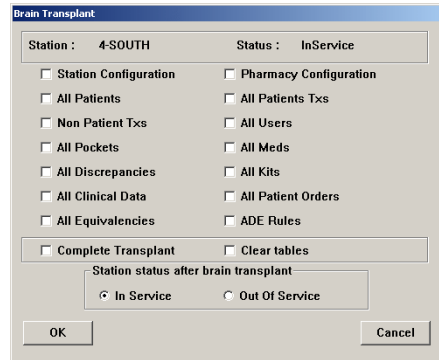 Brain Transplant
Station : 4-SOUTH Status : InService
Station Configuration Pharmacy Configuration
All Patients All Patients Txs
Non Patient Txs All Users
All Pockets All Meds
All Discrepancies All Kits
All Clinical Data All Patient Orders
All Equivalencies ADE Rules
Complete Transplant Clear tables
Station status after brain transplant
In Service Out Of Service
OK Cancel